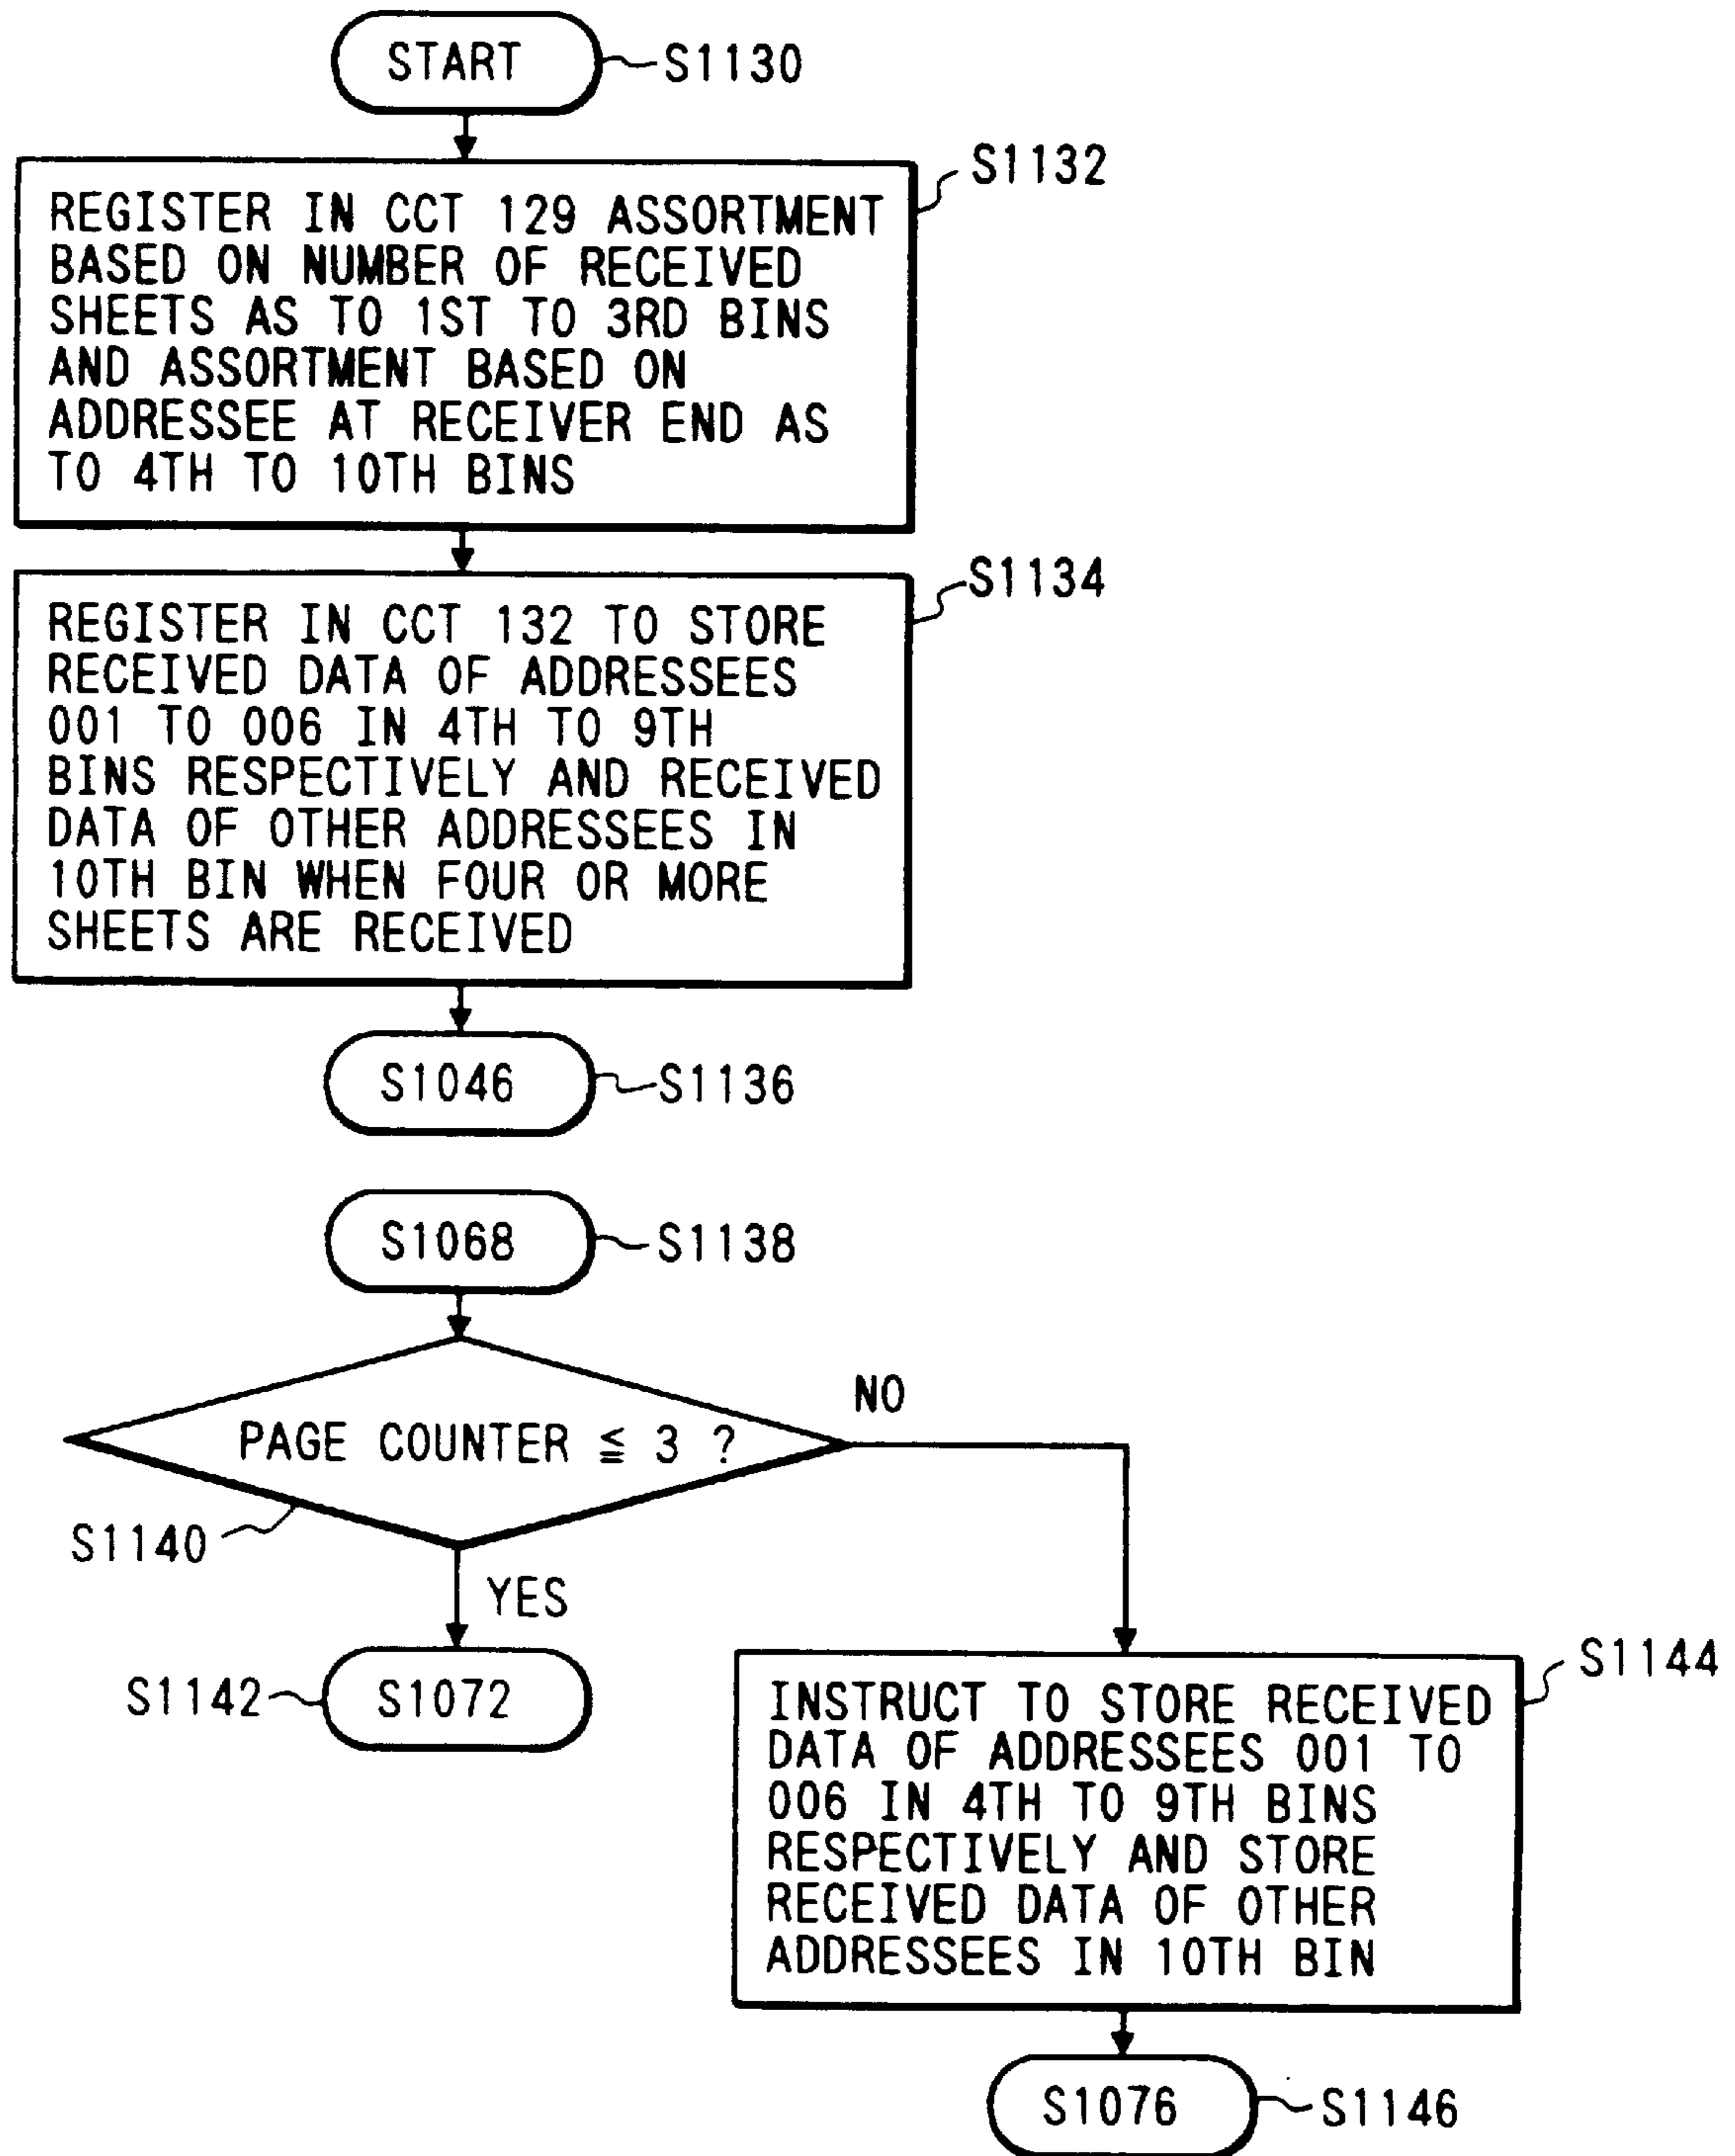 START
S1130
S1132
REGISTER IN CCT 129 ASSORTMENT
BASED ON NUMBER OF RECEIVED
SHEETS AS TO 1ST TO 3RD BINS
AND ASSORTMENT BASED ON
ADDRESSEE AT RECEIVER END AS
TO 4TH TO 10TH BINS
S1134
REGISTER IN CCT 132 TO STORE
RECEIVED DATA OF ADDRESSEES
001 TO 006 IN 4TH TO 9TH
BINS RESPECTIVELY AND RECEIVED
DATA OF OTHER ADDRESSEES IN
10TH BIN WHEN FOUR OR MORE
SHEETS ARE RECEIVED
S1046
S1136
S1068
S1138
NO
PAGE COUNTER ≦ 3 ?
S1140
YES
S1142
S1072
S1144
INSTRUCT TO STORE RECEIVED
DATA OF ADDRESSEES 001 TO
006 IN 4TH TO 9TH BINS
RESPECTIVELY AND STORE
RECEIVED DATA OF OTHER
ADDRESSEES IN 10TH BIN
S1076
S1146